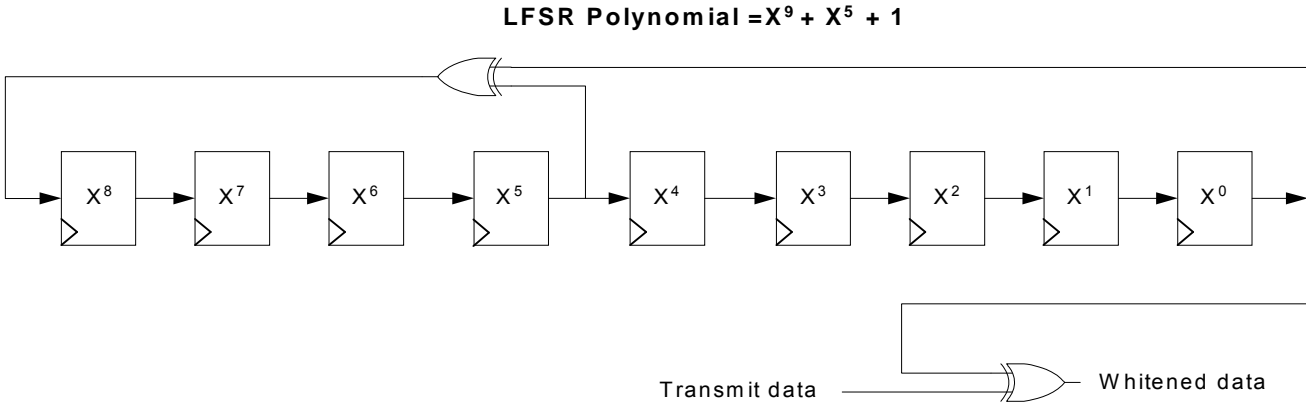 LFSR Polynomial =X⁹ + X⁵ + 1
X⁸ X⁷ X⁶ X⁵ X⁴ X³ X² X¹ X⁰
Transmit data
Whitened data